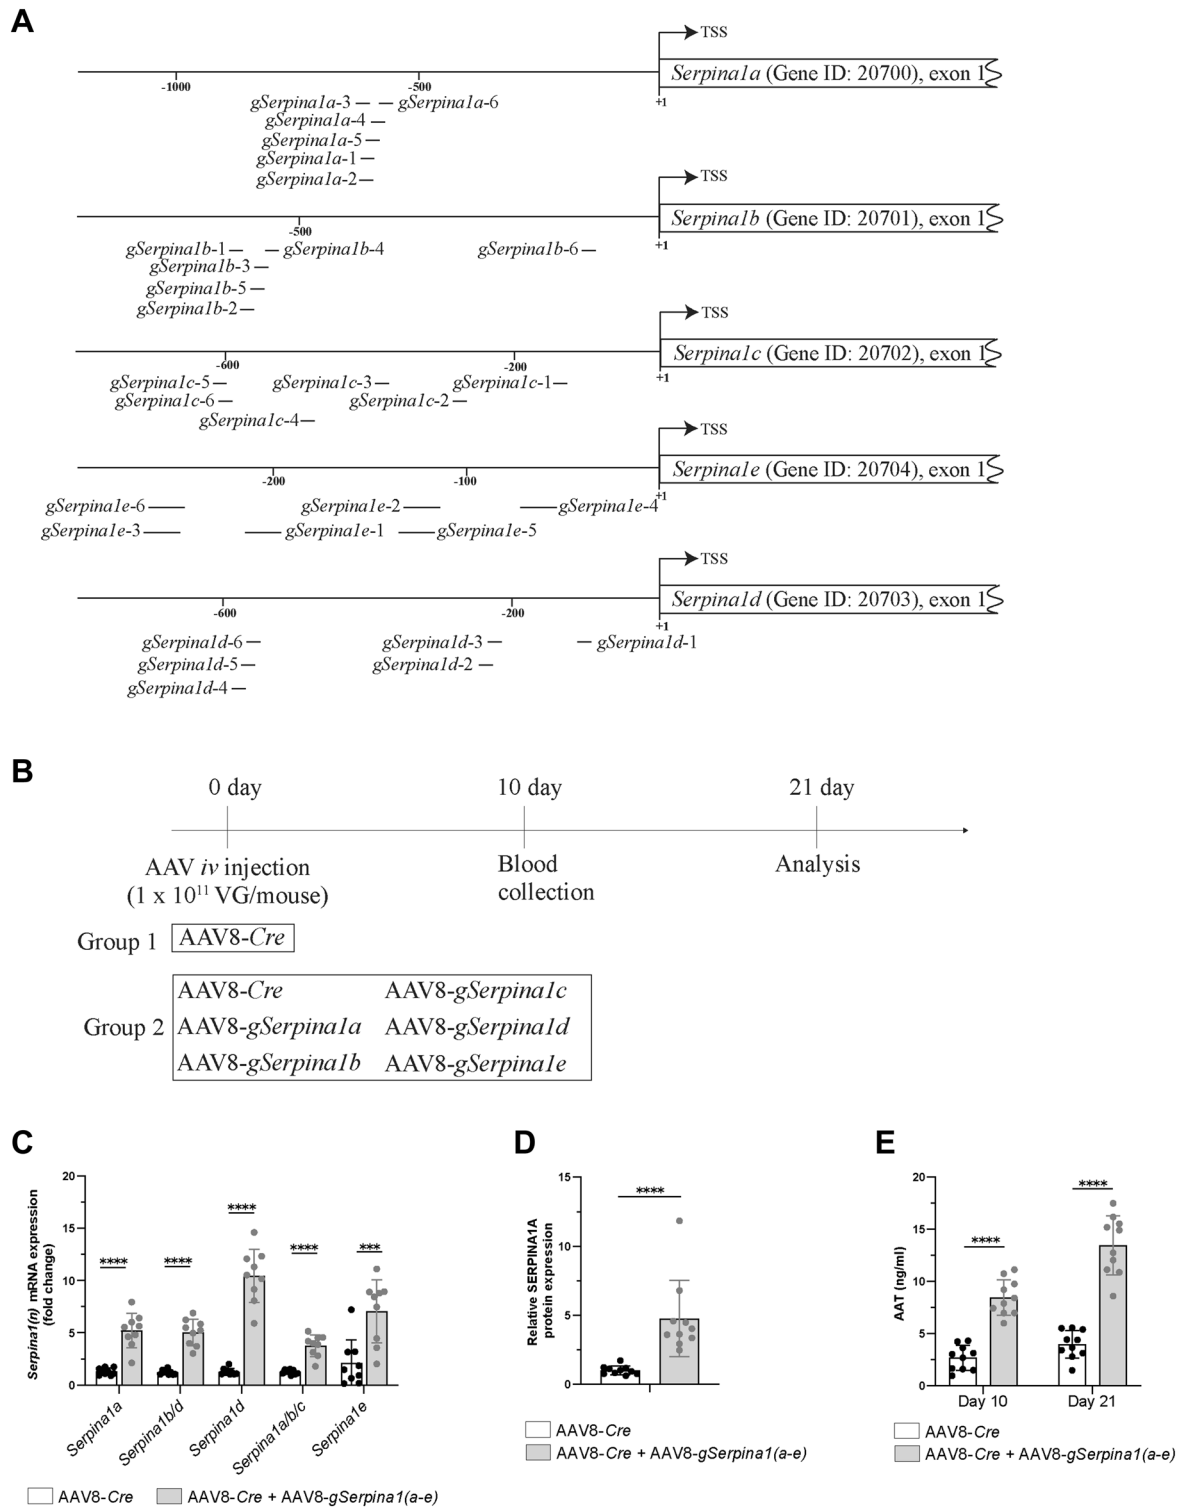 A
TSS
-1000
-500
Serpina1a (Gene ID: 20700), exon 1
+1
gSerpina1a-3
gSerpina1a-6
gSerpina1a-4
gSerpina1a-5
gSerpina1a-1
gSerpina1a-2
TSS
-500
Serpina1b (Gene ID: 20701), exon 1
+1
gSerpina1b-1
gSerpina1b-4
gSerpina1b-6
gSerpina1b-3
gSerpina1b-5
gSerpina1b-2
TSS
-600
-200
Serpina1c (Gene ID: 20702), exon 1
+1
gSerpina1c-5
gSerpina1c-3
gSerpina1c-1
gSerpina1c-6
gSerpina1c-2
gSerpina1c-4
TSS
-200
-100
Serpina1e (Gene ID: 20704), exon 1
+1
gSerpina1e-6
gSerpina1e-2
gSerpina1e-4
gSerpina1e-3
gSerpina1e-1
gSerpina1e-5
TSS
-600
-200
Serpina1d (Gene ID: 20703), exon 1
+1
gSerpina1d-6
gSerpina1d-3
gSerpina1d-1
gSerpina1d-5
gSerpina1d-2
gSerpina1d-4
B
0 day
10 day
21 day
AAV iv injection
(1 x 10¹¹ VG/mouse)
Blood
collection
Analysis
Group 1
AAV8-Cre
Group 2
AAV8-Cre
AAV8-gSerpina1c
AAV8-gSerpina1a
AAV8-gSerpina1d
AAV8-gSerpina1b
AAV8-gSerpina1e
C
Serpina1(n) mRNA expression
(fold change)
20
15
10
5
0
****
****
****
****
***
Serpina1a
Serpina1b/d
Serpina1d
Serpina1a/b/c
Serpina1e
AAV8-Cre
AAV8-Cre + AAV8-gSerpina1(a-e)
D
Relative SERPINA1A
protein expression
15
10
5
0
****
AAV8-Cre
AAV8-Cre + AAV8-gSerpina1(a-e)
E
AAT (ng/ml)
20
15
10
5
0
****
****
Day 10
Day 21
AAV8-Cre
AAV8-Cre + AAV8-gSerpina1(a-e)